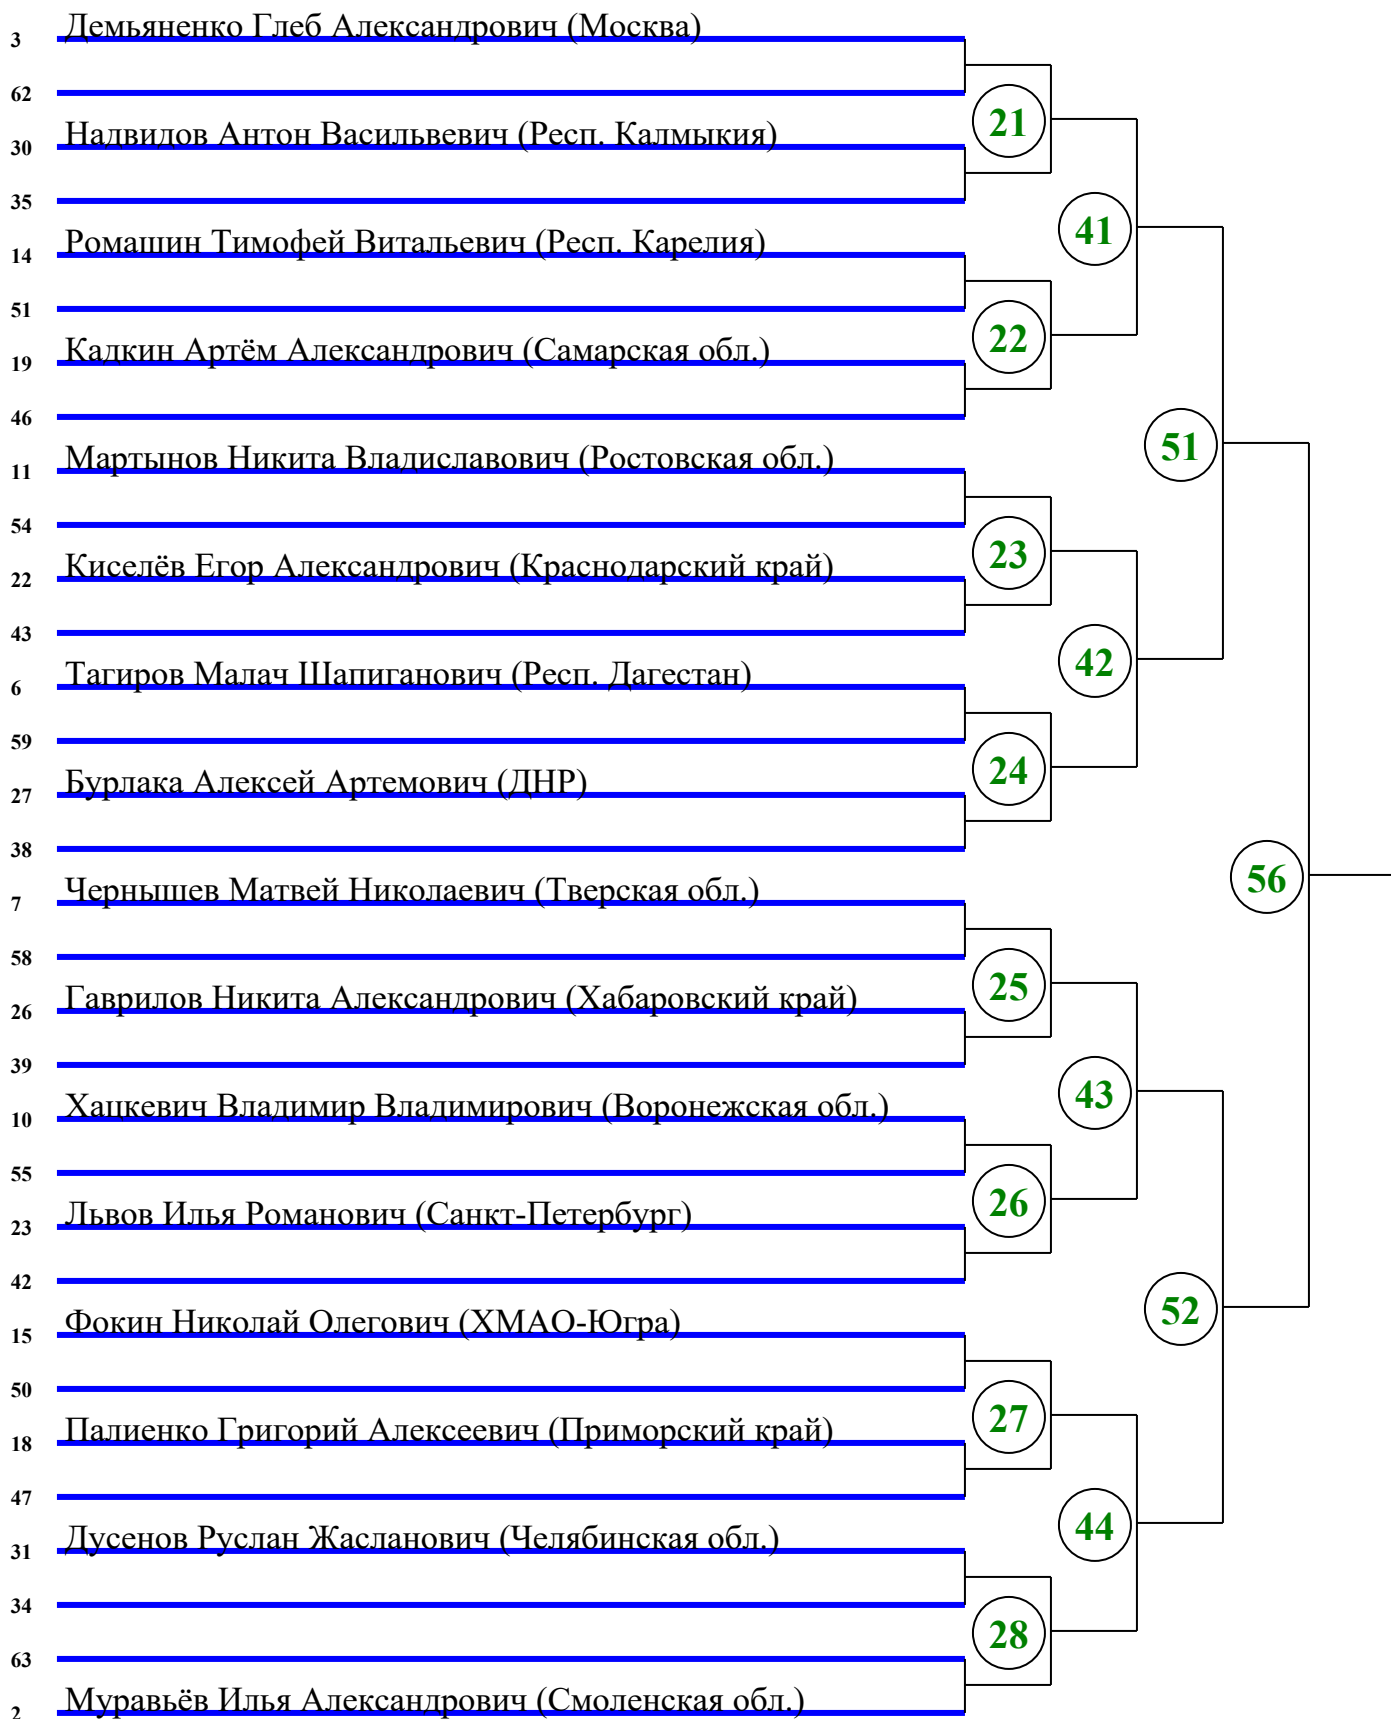 3 Демьяненко Глеб Александрович (Москва)
62
21
30 Надвидов Антон Васильвевич (Респ. Калмыкия)
35
41
14 Ромашин Тимофей Витальевич (Респ. Карелия)
51
22
19 Кадкин Артём Александрович (Самарская обл.)
46
51
11 Мартынов Никита Владиславович (Ростовская обл.)
54
23
22 Киселёв Егор Александрович (Краснодарский край)
43
42
6 Тагиров Малач Шапиганович (Респ. Дагестан)
59
24
27 Бурлака Алексей Артемович (ДНР)
38
56
7 Чернышев Матвей Николаевич (Тверская обл.)
58
25
26 Гаврилов Никита Александрович (Хабаровский край)
39
43
10 Хацкевич Владимир Владимирович (Воронежская обл.)
55
26
23 Львов Илья Романович (Санкт-Петербург)
42
52
15 Фокин Николай Олегович (ХМАО-Югра)
50
27
18 Палиенко Григорий Алексеевич (Приморский край)
47
44
31 Дусенов Руслан Жасланович (Челябинская обл.)
34
28
63
2 Муравьёв Илья Александрович (Смоленская обл.)